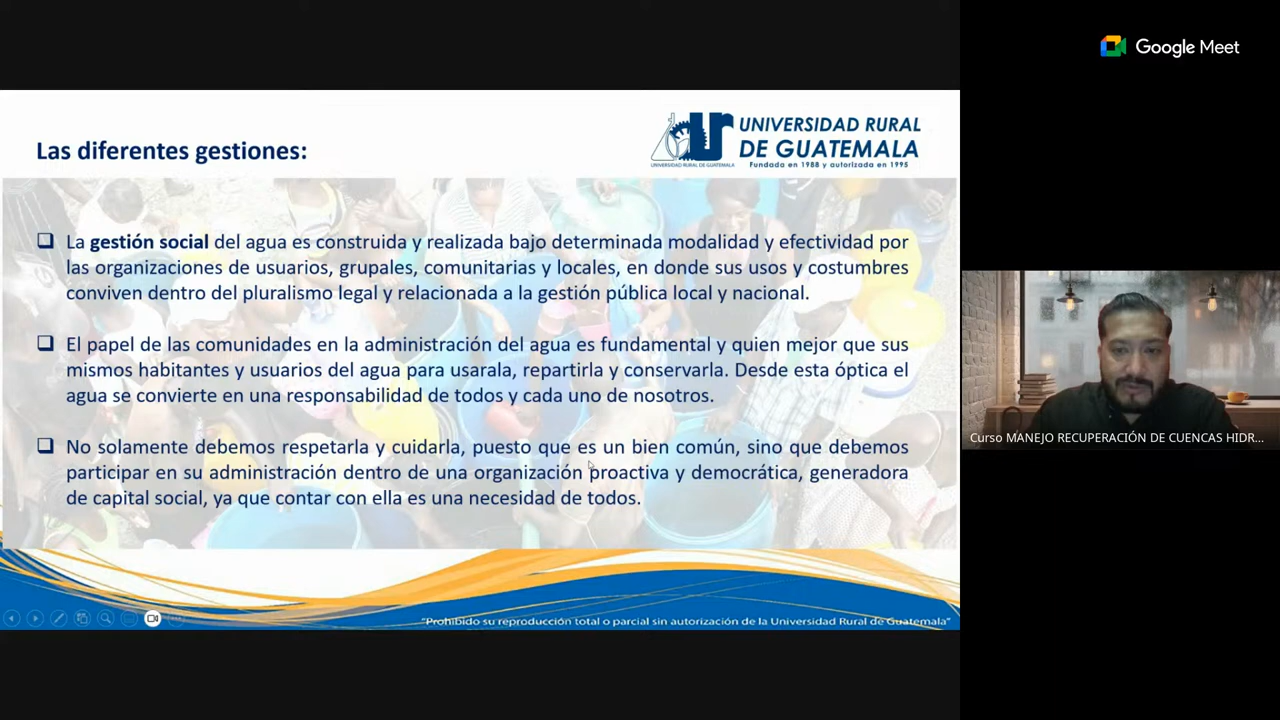 Google Meet
Las diferentes gestiones:
UNIVERSIDAD RURAL
DE GUATEMALA
Fundada en 1988 y autorizada en 1995
ur
UNIVERSIDAD RURAL DE GUATEMALA
La gestión social del agua es construida y realizada bajo determinada modalidad y efectividad por
las organizaciones de usuarios, grupales, comunitarias y locales, en donde sus usos y costumbres
conviven dentro del pluralismo legal y relacionada a la gestión pública local y nacional.
El papel de las comunidades en la administración del agua es fundamental y quien mejor que sus
mismos habitantes y usuarios del agua para usarala, repartirla y conservarla. Desde esta óptica el
agua se convierte en una responsabilidad de todos y cada uno de nosotros.
No solamente debemos respetarla y cuidarla, puesto que es un bien común, sino que debemos
participar en su administración dentro de una organización proactiva y democrática, generadora
de capital social, ya que contar con ella es una necesidad de todos.
Curso MANEJO RECUPERACIÓN DE CUENCAS HIDR...
"Prohibido su reproducción total o parcial sin autorización de la Universidad Rural de Guatemala"